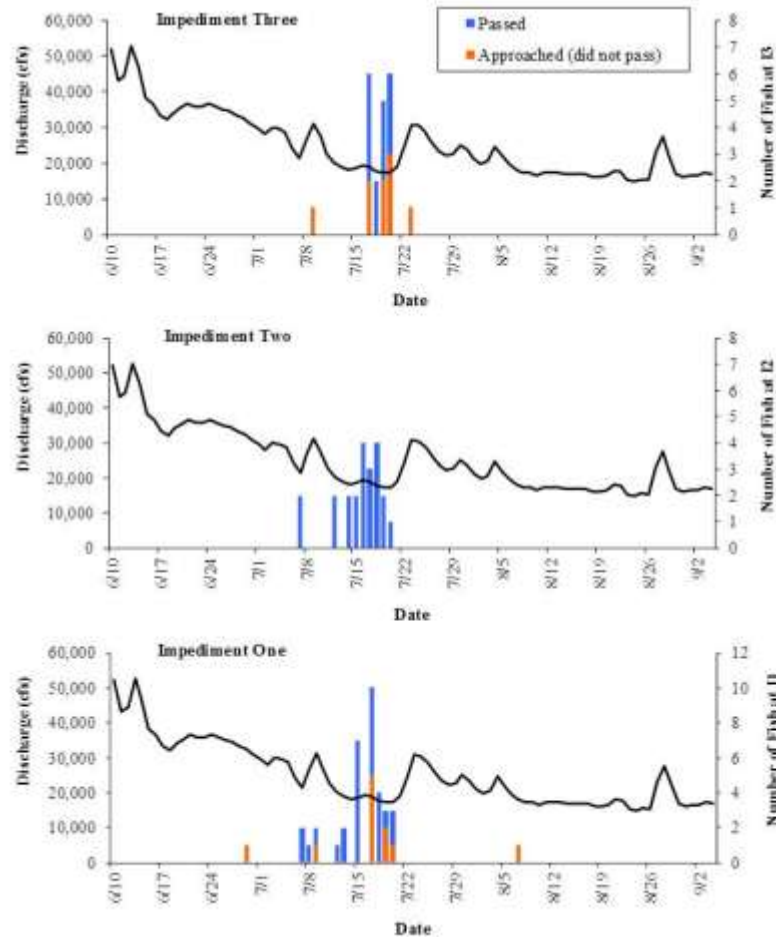 Impediment Three
Passed
Approached (did not pass)
Discharge (cfs)
60,000
50,000
40,000
30,000
20,000
10,000
0
8
7
6
5
4
3
2
1
0
Number of Fish at I3
6/10 6/17 6/24 7/1 7/8 7/15 7/22 7/29 8/5 8/12 8/19 8/26 9/2
Date
Impediment Two
Discharge (cfs)
60,000
50,000
40,000
30,000
20,000
10,000
0
8
7
6
5
4
3
2
1
0
Number of Fish at I2
6/10 6/17 6/24 7/1 7/8 7/15 7/22 7/29 8/5 8/12 8/19 8/26 9/2
Date
Impediment One
Discharge (cfs)
60,000
50,000
40,000
30,000
20,000
10,000
0
12
10
8
6
4
2
0
Number of Fish at I1
6/10 6/17 6/24 7/1 7/8 7/15 7/22 7/29 8/5 8/12 8/19 8/26 9/2
Date